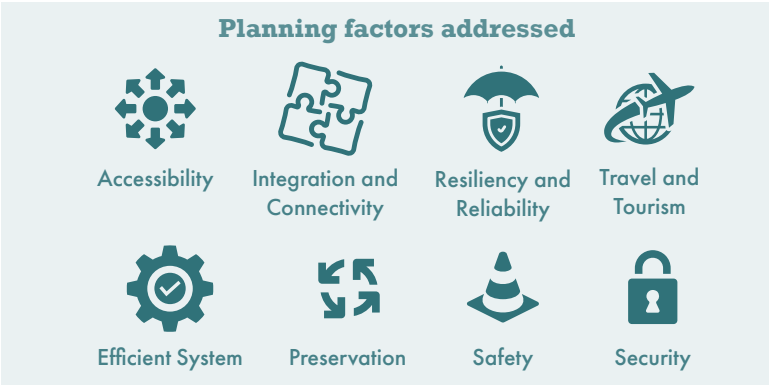 Planning factors addressed
Accessibility
Integration and
Connectivity
Resiliency and
Reliability
Travel and
Tourism
Efficient System
Preservation
Safety
Security